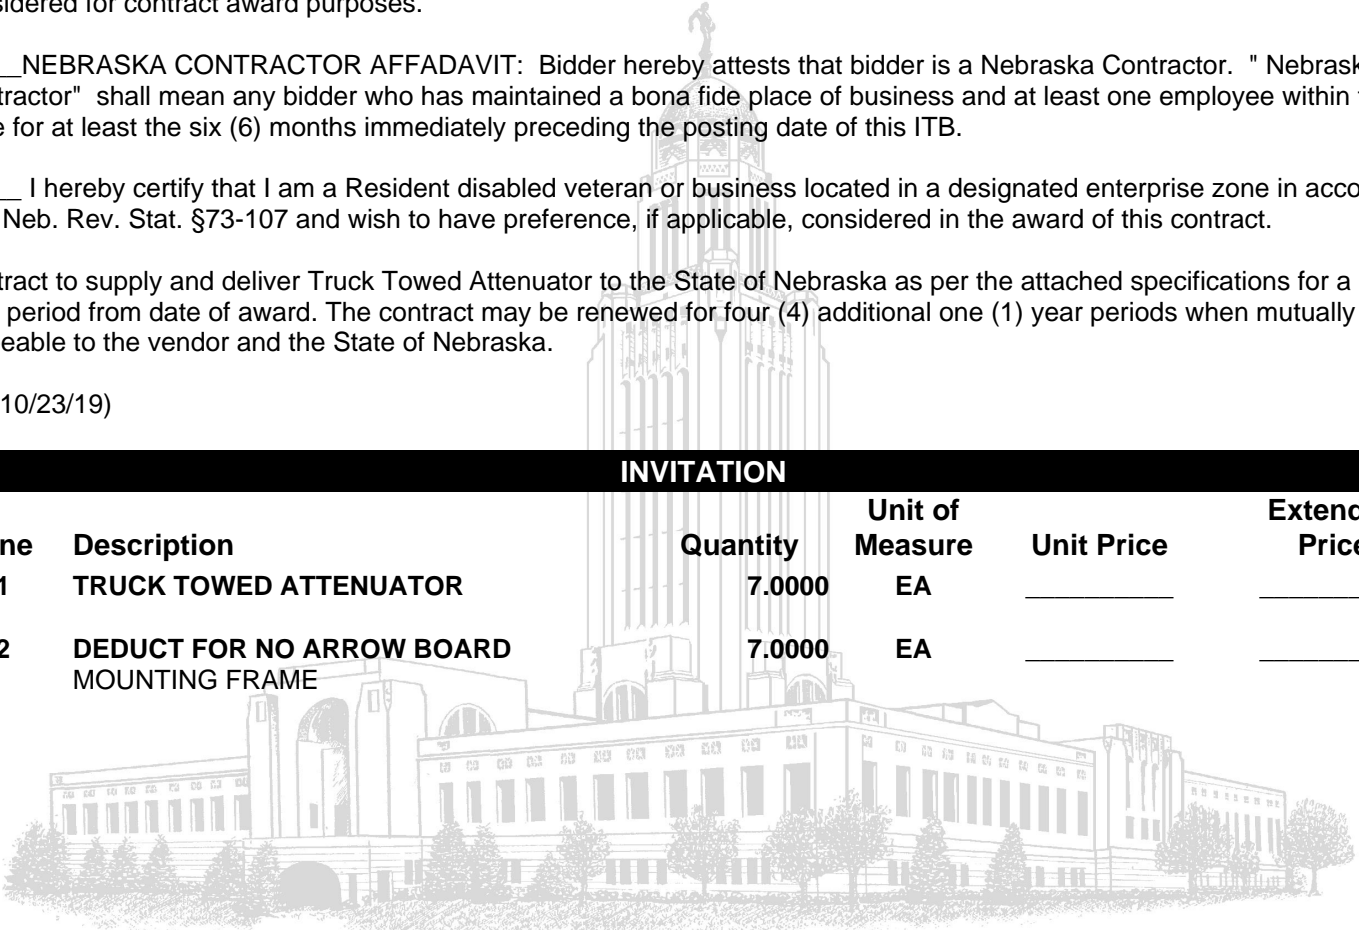 sidered for contract award purposes.
__NEBRASKA CONTRACTOR AFFADAVIT: Bidder hereby attests that bidder is a Nebraska Contractor. " Nebrask
tractor" shall mean any bidder who has maintained a bona fide place of business and at least one employee within
e for at least the six (6) months immediately preceding the posting date of this ITB.
__ I hereby certify that I am a Resident disabled veteran or business located in a designated enterprise zone in acco
Neb. Rev. Stat. §73-107 and wish to have preference, if applicable, considered in the award of this contract.
tract to supply and deliver Truck Towed Attenuator to the State of Nebraska as per the attached specifications for a
period from date of award. The contract may be renewed for four (4) additional one (1) year periods when mutually
eable to the vendor and the State of Nebraska.
10/23/19)
INVITATION
Unit of Extend
ne Description Quantity Measure Unit Price Price
1 TRUCK TOWED ATTENUATOR 7.0000 EA __________ _______
2 DEDUCT FOR NO ARROW BOARD 7.0000 EA __________ _______
MOUNTING FRAME